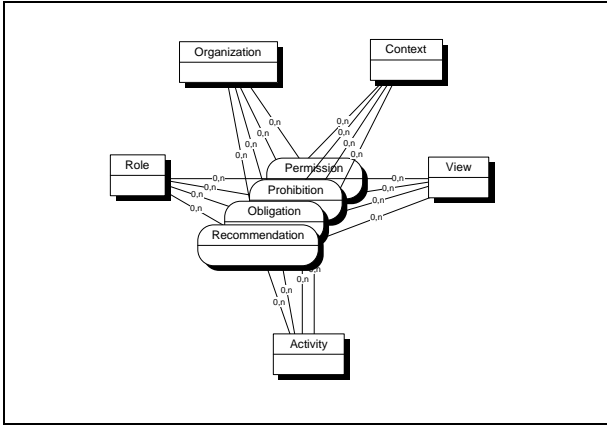 Organization
Context
0,n
0,n
0,n
0,n
0,n
0,n
0,n
0,n
Role
Permission
View
0,n
0,n
0,n
Prohibition
0,n
0,n
0,n
Obligation
0,n
0,n
Recommendation
0,n
0,n
0,n
0,n
Activity